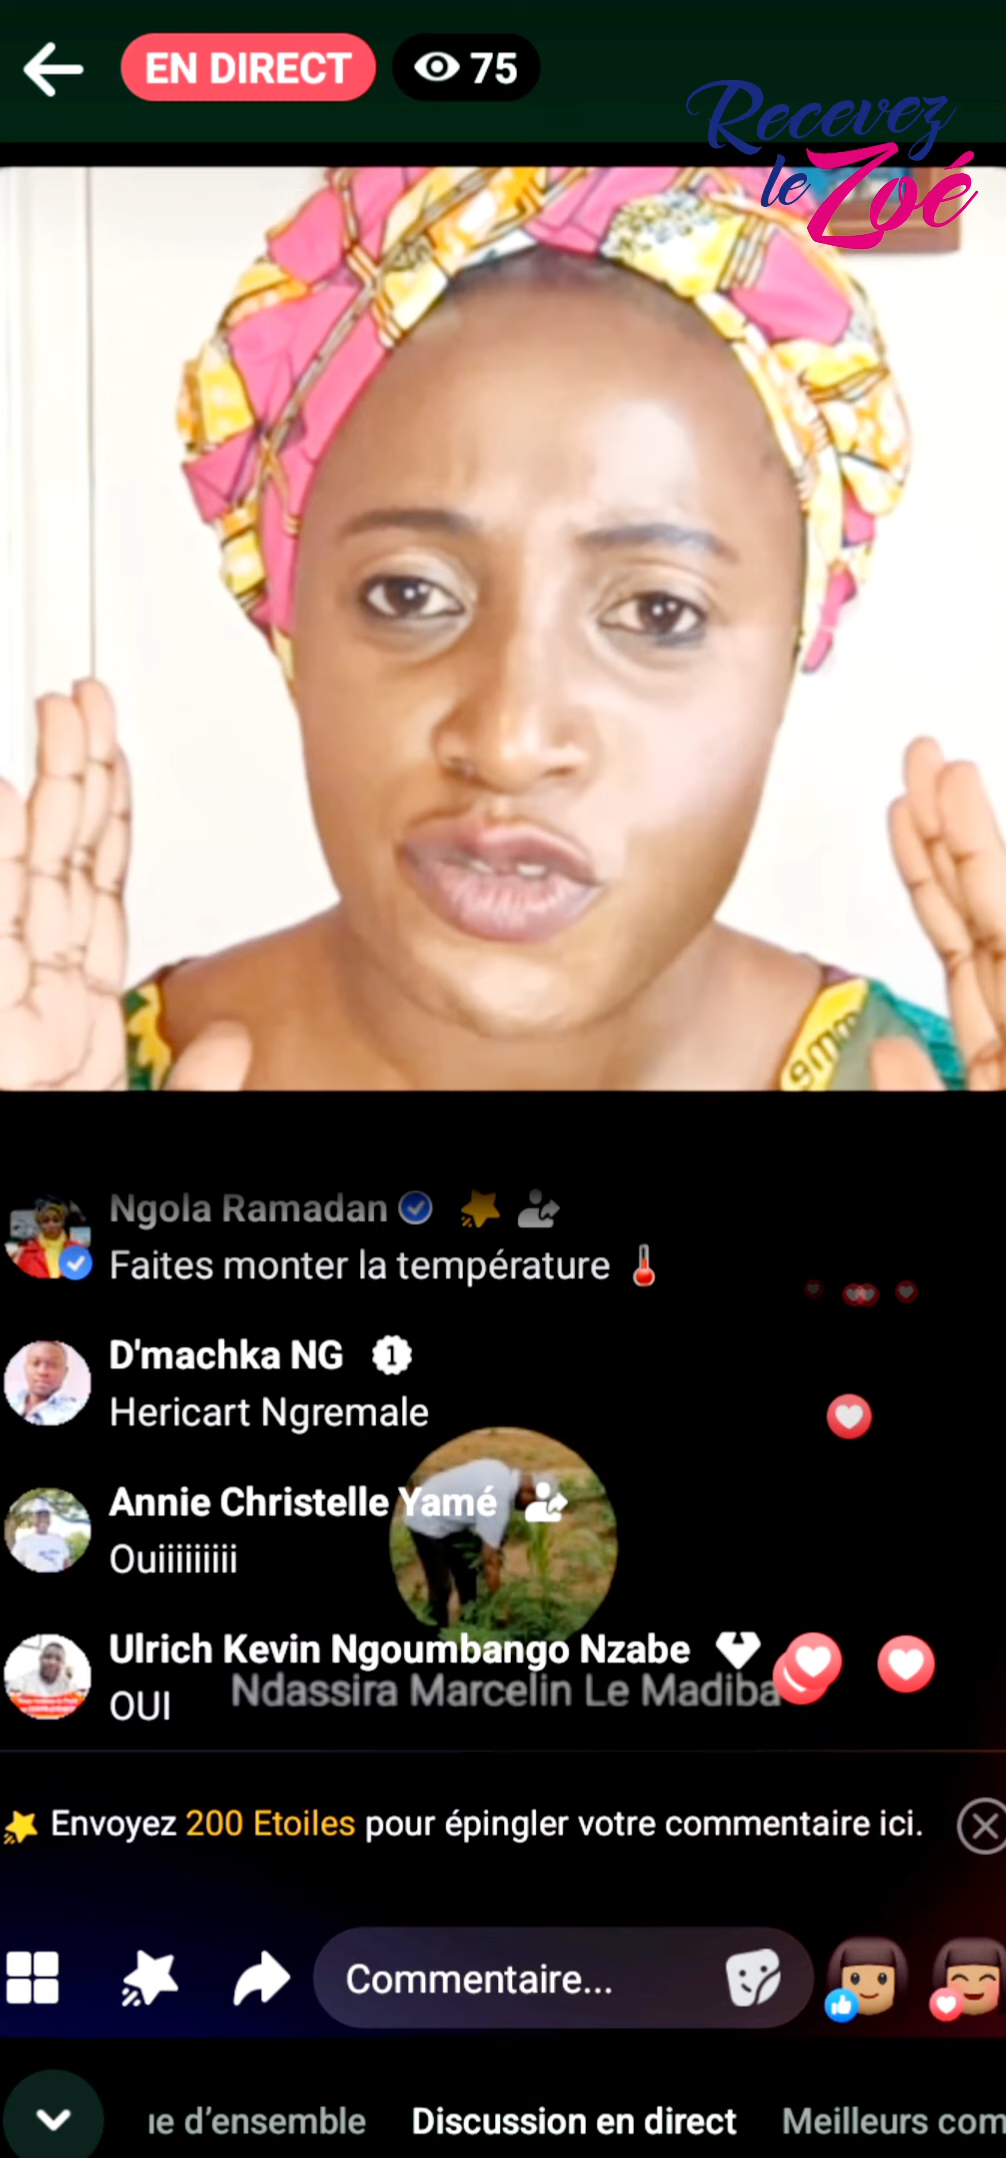 EN DIRECT 75
Recevez
le Zoé
Ngola Ramadan
Faites monter la température
D'machka NG 1
Hericart Ngremale
Annie Christelle Yamé
Ouiiiiiiiii
Ulrich Kevin Ngoumbango Nzabe
Ndassira Marcelin Le Madiba
OUI
Envoyez 200 Etoiles pour épingler votre commentaire ici.
Commentaire...
ue d'ensemble Discussion en direct Meilleurs com